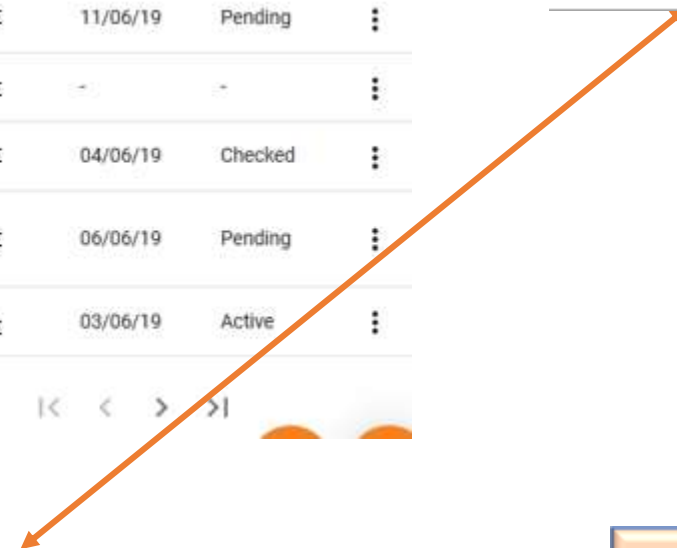 11/06/19 Pending
- -
04/06/19 Checked
06/06/19 Pending
03/06/19 Active